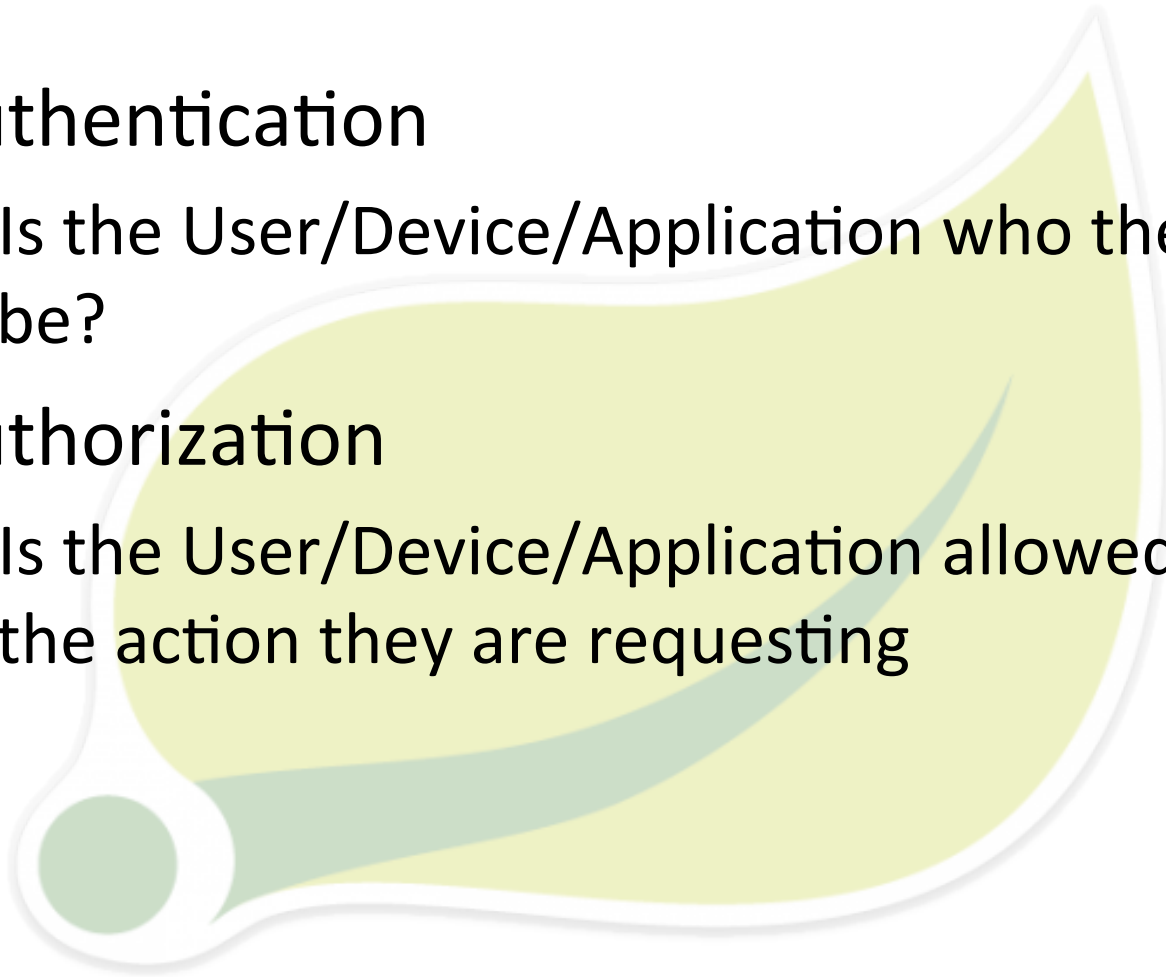 uthentication
Is the User/Device/Application who the
be?
uthorization
Is the User/Device/Application allowed
the action they are requesting